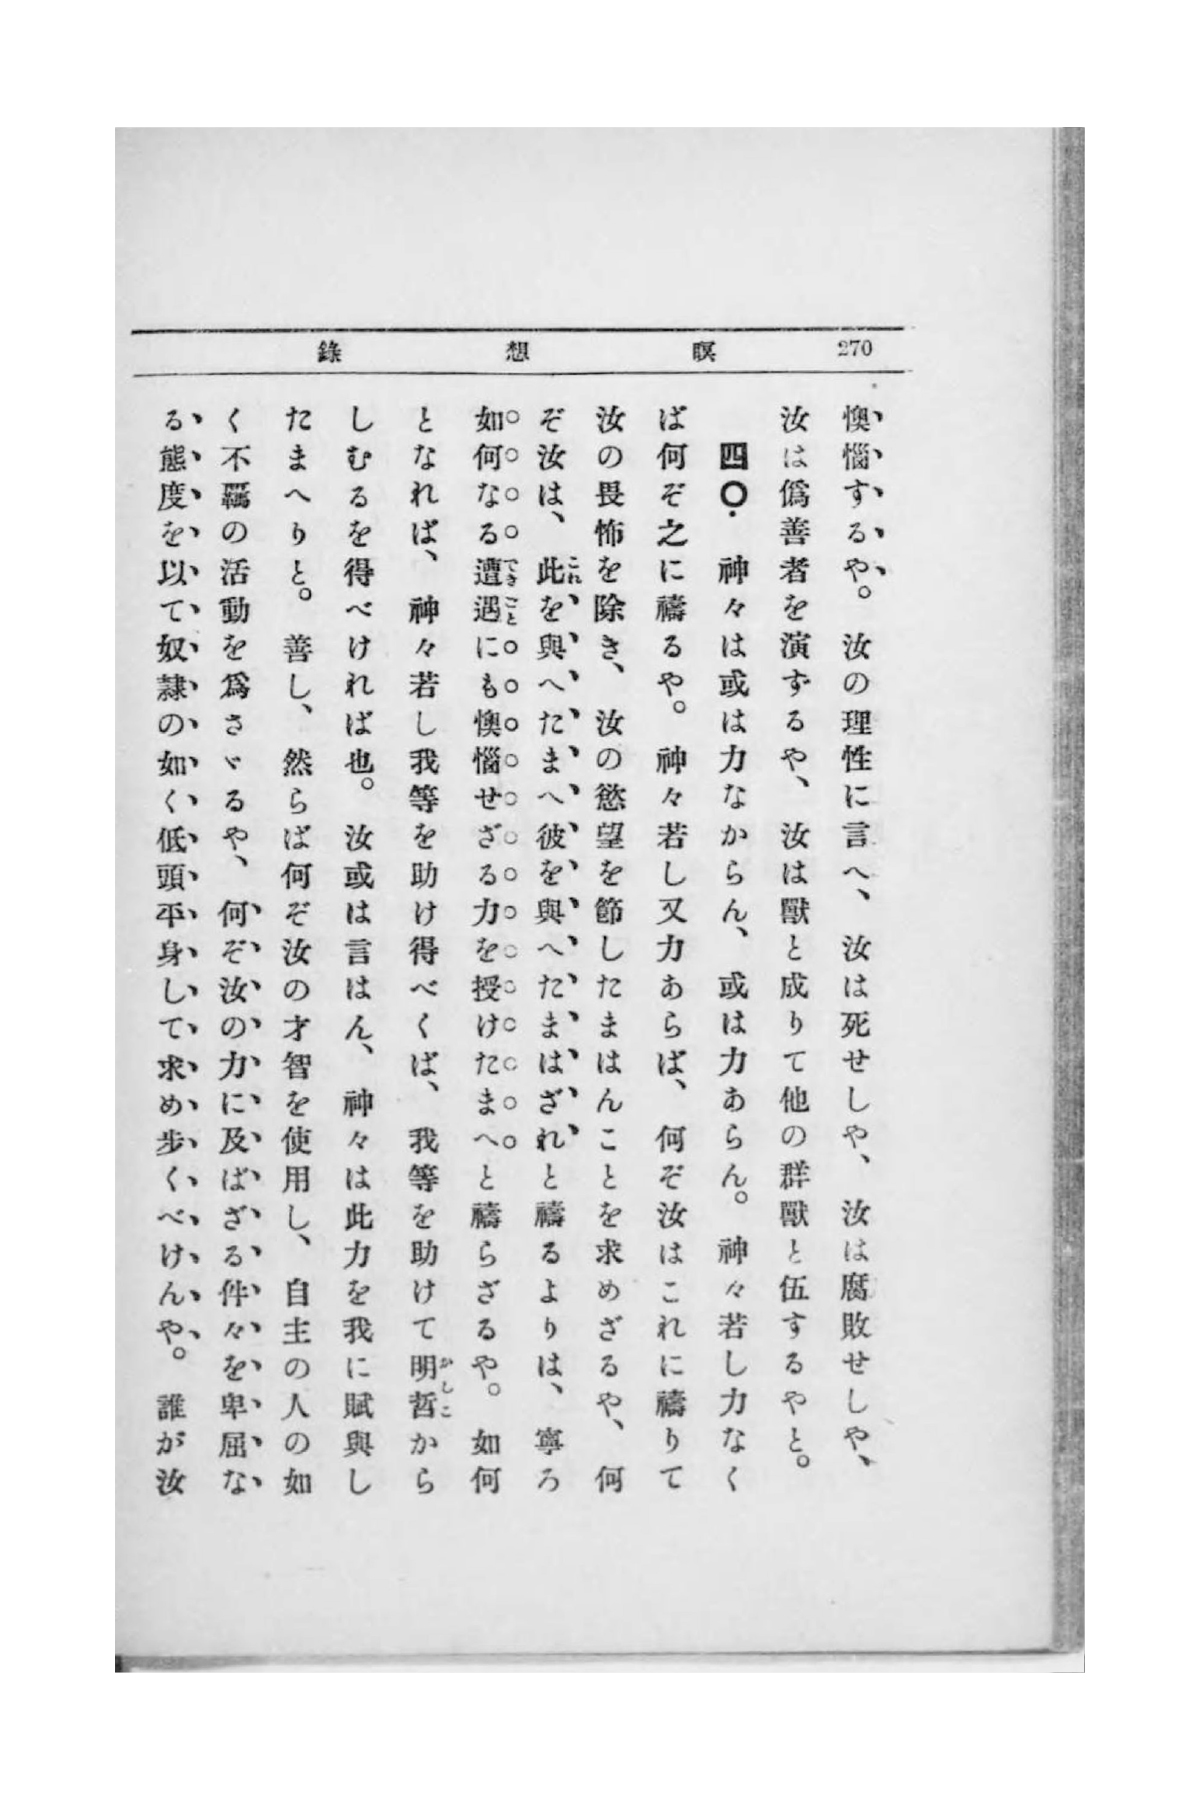 270 瞑想錄
懊惱するや。汝の理性に言へ、汝は死せしや、汝は腐敗せしや、
汝は僞善者を演ずるや、汝は獸と成りて他の群獸と伍するやと。
四〇. 神々は或は力なからん、或は力あらん。神々若し力なく
ば何ぞ之に禱るや。神々若し又力あらば、何ぞ汝はこれに禱りて
汝の畏怖を除き、汝の慾望を節したまはんことを求めざるや、何
ぞ汝は、此を與へたまへ彼を與へたまはざれと禱るよりは、寧ろ
如何なる遭遇にも懊惱せざる力を授けたまへと禱らざるや。如何
となれば、神々若し我等を助け得べくば、我等を助けて明哲から
しむるを得べければ也。汝或は言はん、神々は此力を我に賦與し
たまへりと。善し、然らば何ぞ汝の才智を使用し、自主の人の如
く不羈の活動を爲さゞるや、何ぞ汝の力に及ばざる件々を卑屈な
る態度を以て奴隷の如く低頭平身して求め步くべけんや。誰が汝